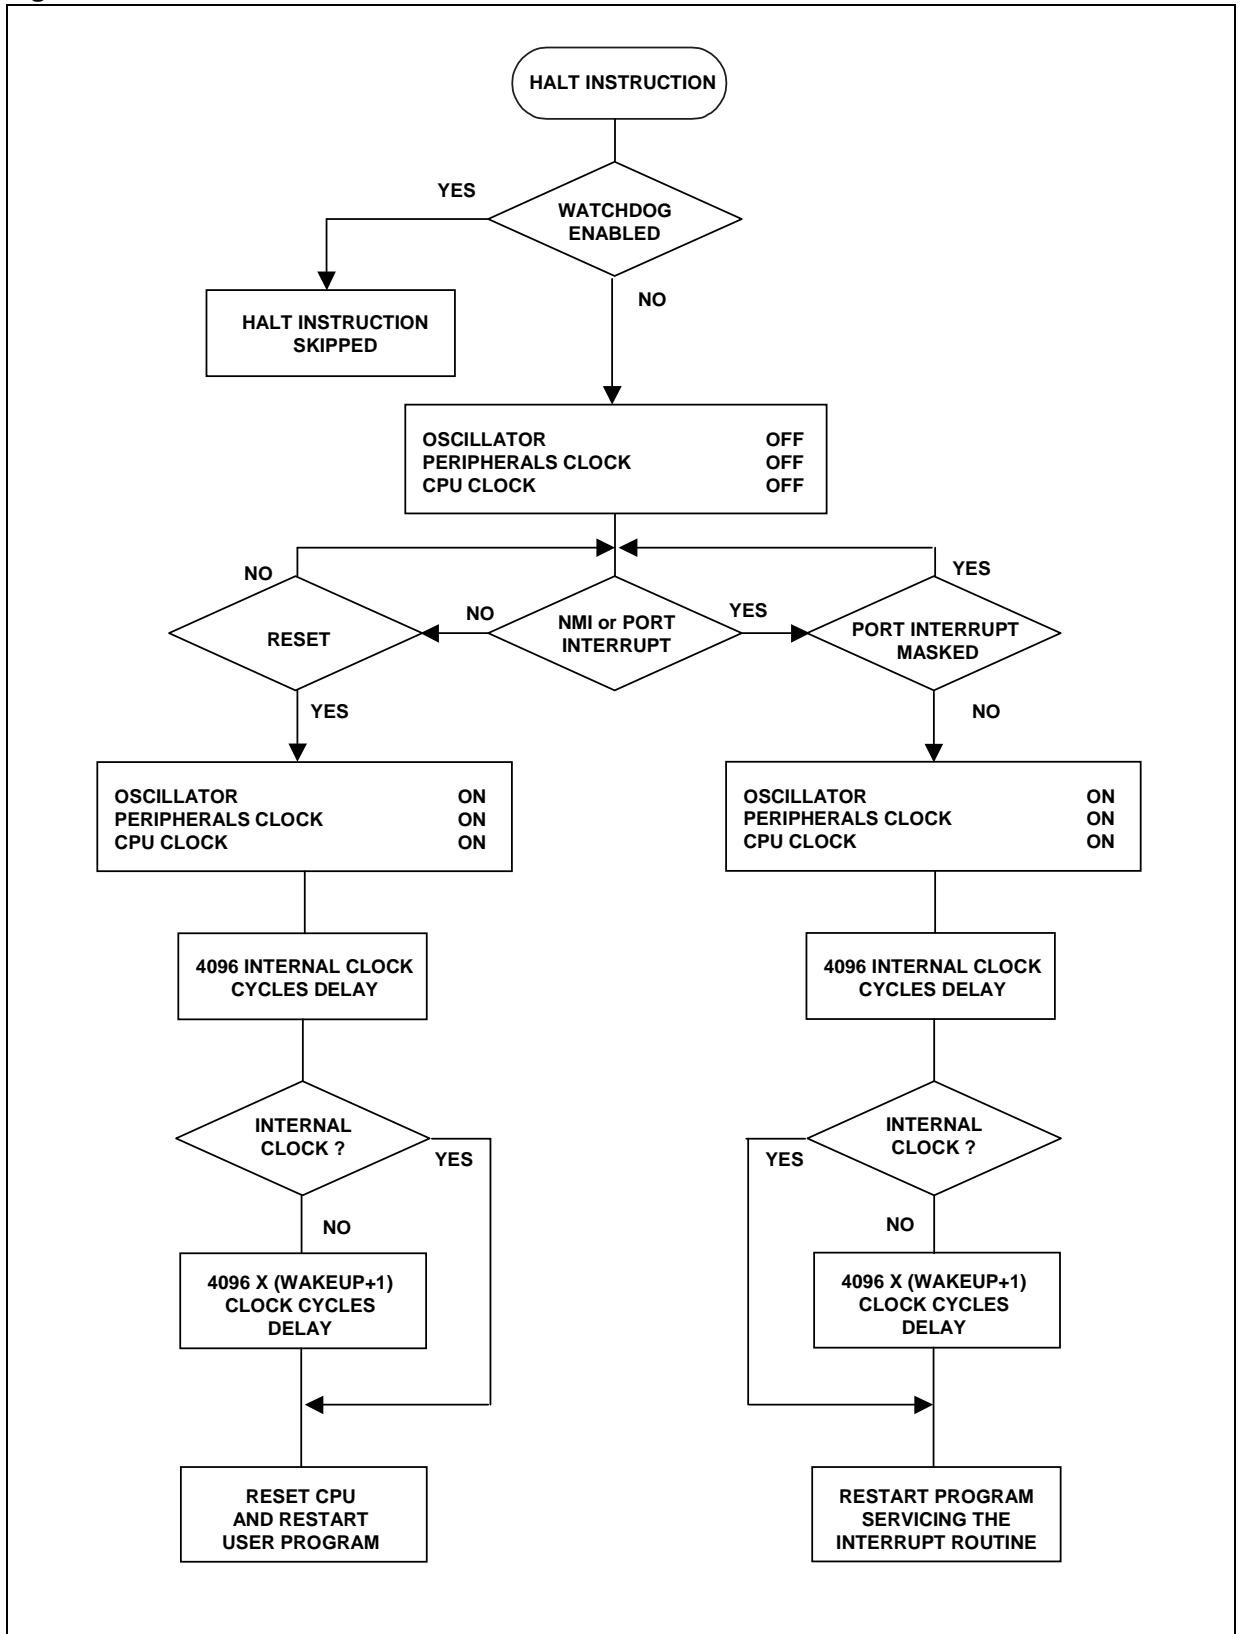 HALT INSTRUCTION
YES
WATCHDOG
ENABLED
NO
HALT INSTRUCTION
SKIPPED
OSCILLATOR OFF
PERIPHERALS CLOCK OFF
CPU CLOCK OFF
NO
YES
RESET
NO
NMI or PORT
INTERRUPT
YES
PORT INTERRUPT
MASKED
YES
NO
OSCILLATOR ON
PERIPHERALS CLOCK ON
CPU CLOCK ON
OSCILLATOR ON
PERIPHERALS CLOCK ON
CPU CLOCK ON
4096 INTERNAL CLOCK
CYCLES DELAY
4096 INTERNAL CLOCK
CYCLES DELAY
INTERNAL
CLOCK ?
YES
INTERNAL
CLOCK ?
YES
NO
NO
4096 X (WAKEUP+1)
CLOCK CYCLES
DELAY
4096 X (WAKEUP+1)
CLOCK CYCLES
DELAY
RESET CPU
AND RESTART
USER PROGRAM
RESTART PROGRAM
SERVICING THE
INTERRUPT ROUTINE